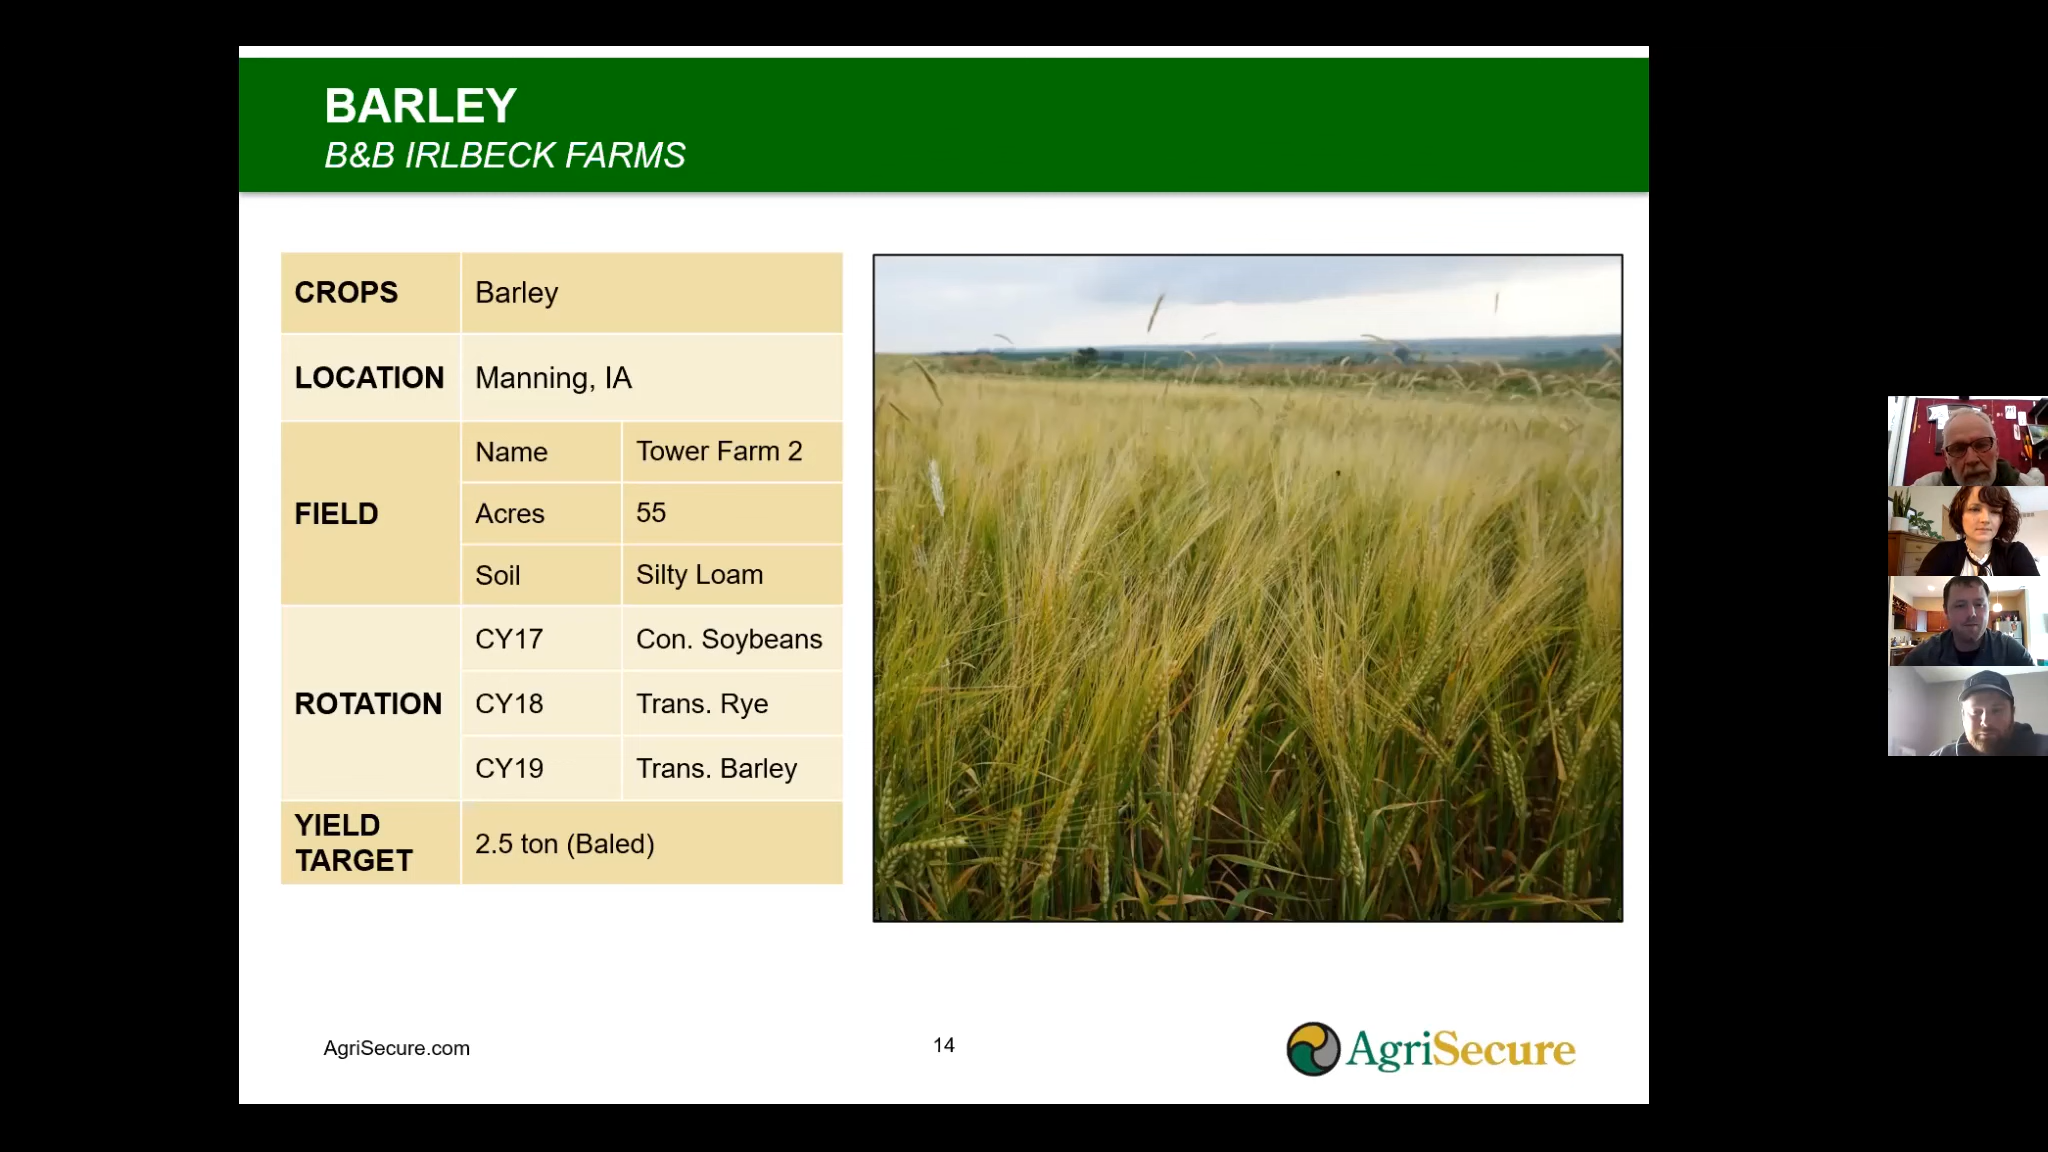 BARLEY
B&B IRLBECK FARMS
CROPS Barley
LOCATION Manning, IA
FIELD
Name Tower Farm 2
Acres 55
Soil Silty Loam
ROTATION
CY17 Con. Soybeans
CY18 Trans. Rye
CY19 Trans. Barley
YIELD
TARGET
2.5 ton (Baled)
AgriSecure.com
14
AgriSecure